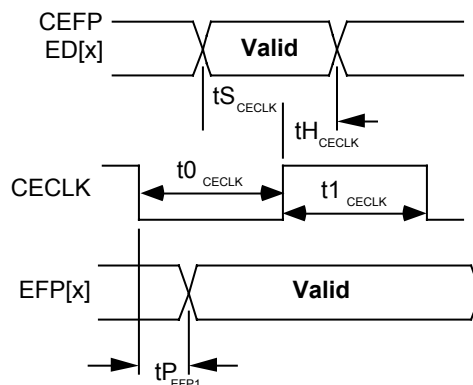 CEFP
ED[x]
Valid
tS CECLK
tH CECLK
CECLK
t0 CECLK
t1 CECLK
EFP[x]
Valid
tP EFP1